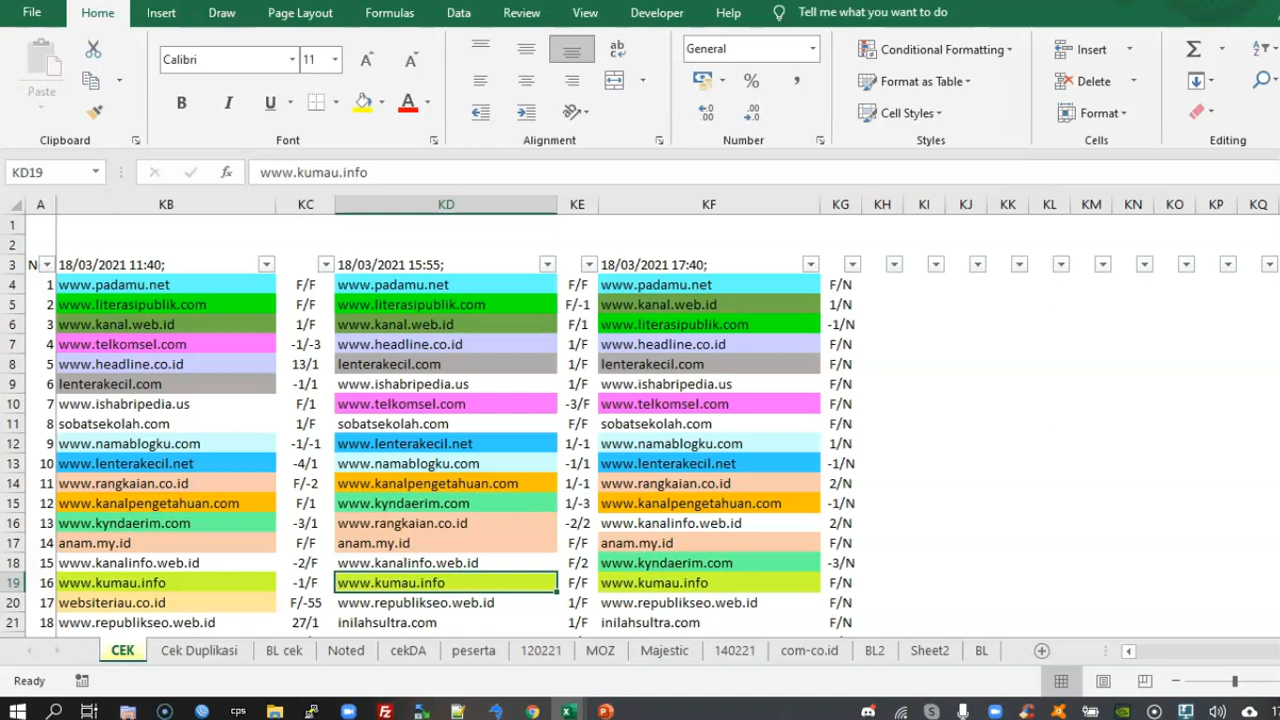 File Home Insert Draw Page Layout Formulas Data Review View Developer Help Tell me what you want to do
Calibri 11 General Conditional Formatting Insert
Paste Format as Table Delete
Cell Styles Format
Clipboard Font Alignment Number Styles Cells Editing
KD19 www.kumau.info
A KB KC KD KE KF KG KH KI KJ KK KL KM KN KO KP KQ
1
2
3 N 18/03/2021 11:40; 18/03/2021 15:55; 18/03/2021 17:40;
4 1 www.padamu.net F/F www.padamu.net F/F www.padamu.net F/N
5 2 www.literasipublik.com F/F www.literasipublik.com F/-1 www.kanal.web.id 1/N
6 3 www.kanal.web.id 1/F www.kanal.web.id F/1 www.literasipublik.com -1/N
7 4 www.telkomsel.com -1/-3 www.headline.co.id 1/F www.headline.co.id F/N
8 5 www.headline.co.id 13/1 lenterakecil.com 1/F lenterakecil.com F/N
9 6 lenterakecil.com -1/1 www.ishabripedia.us 1/F www.ishabripedia.us F/N
10 7 www.ishabripedia.us F/1 www.telkomsel.com -3/F www.telkomsel.com F/N
11 8 sobatsekolah.com 1/F sobatsekolah.com F/F sobatsekolah.com F/N
12 9 www.namablogku.com -1/-1 www.lenterakecil.net 1/-1 www.namablogku.com 1/N
13 10 www.lenterakecil.net -4/1 www.namablogku.com -1/1 www.lenterakecil.net -1/N
14 11 www.rangkaian.co.id F/-2 www.kanalpengetahuan.com 1/-1 www.rangkaian.co.id 2/N
15 12 www.kanalpengetahuan.com F/1 www.kyndaerim.com 1/-3 www.kanalpengetahuan.com -1/N
16 13 www.kyndaerim.com -3/1 www.rangkaian.co.id -2/2 www.kanalinfo.web.id 2/N
17 14 anam.my.id F/F anam.my.id F/F anam.my.id F/N
18 15 www.kanalinfo.web.id -2/F www.kanalinfo.web.id F/2 www.kyndaerim.com -3/N
19 16 www.kumau.info -1/F www.kumau.info F/F www.kumau.info F/N
20 17 websiteriau.co.id F/-55 www.republikseo.web.id 1/F www.republikseo.web.id F/N
21 18 www.republikseo.web.id 27/1 inilahsultra.com F/F inilahsultra.com F/N
CEK Cek Duplikasi BL cek Noted cekDA peserta 120221 MOZ Majestic 140221 com-co.id BL2 Sheet2 BL
Ready
cps